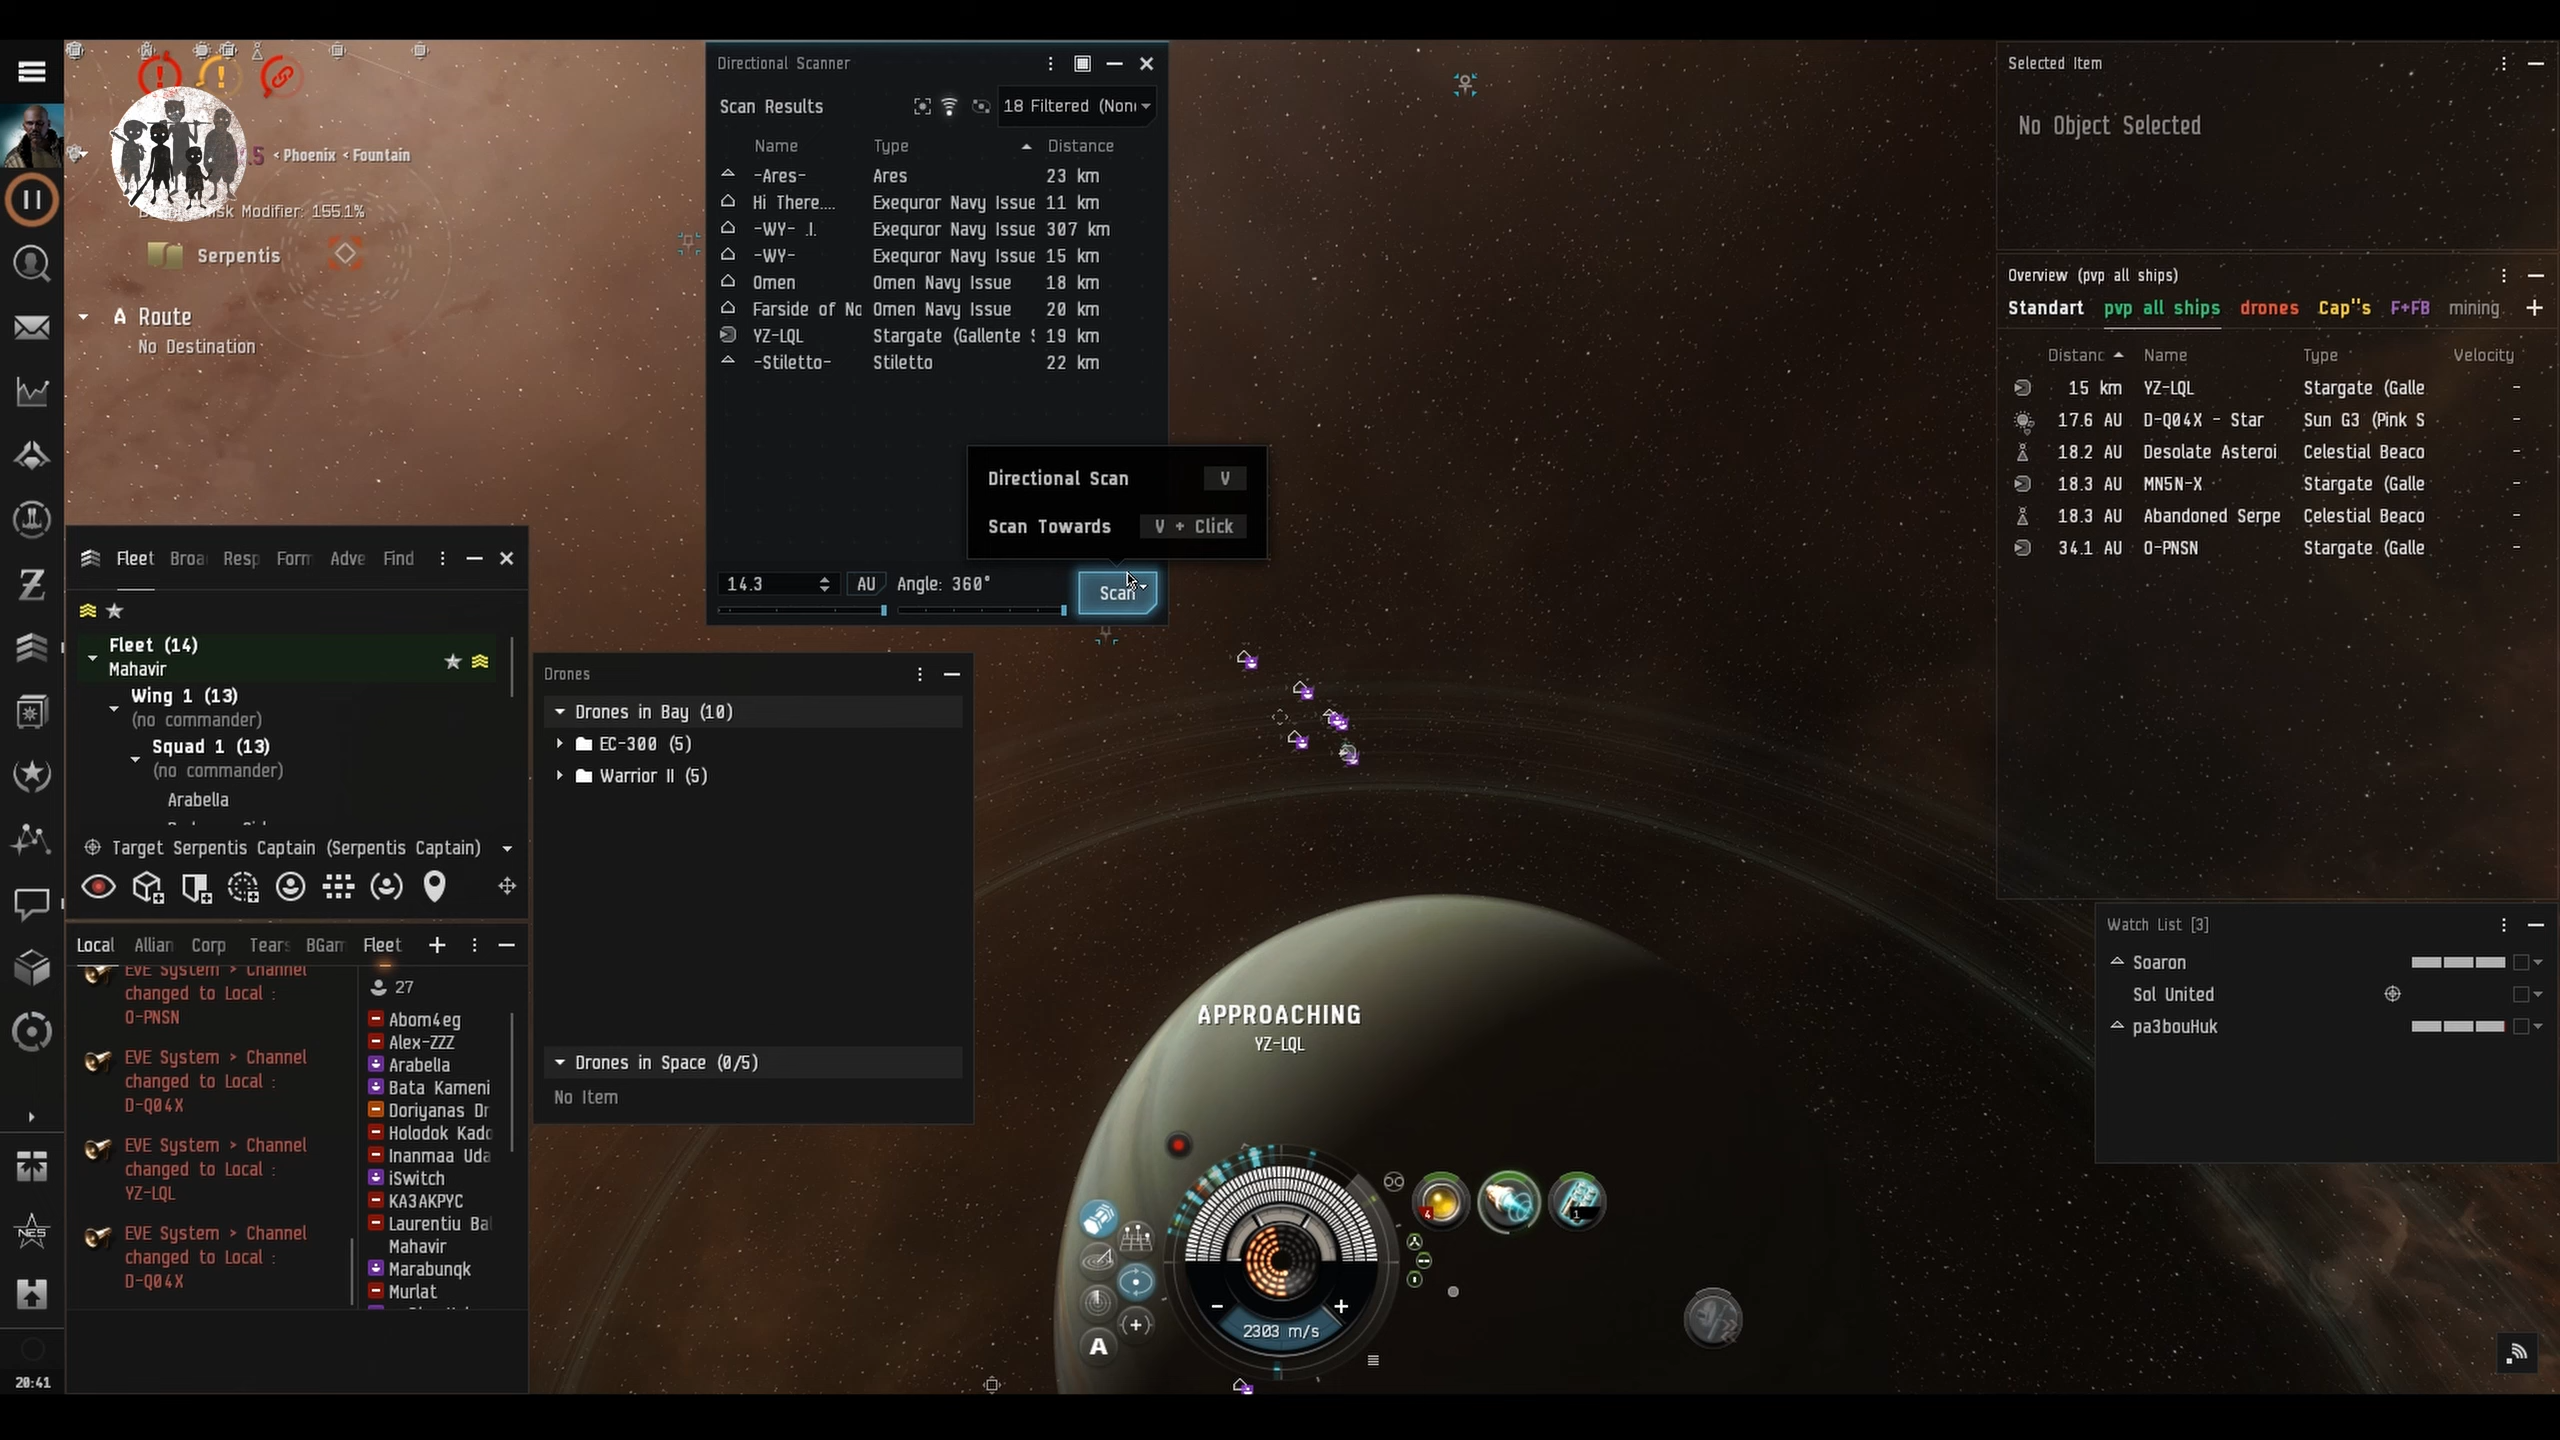 .5 < Phoenix < Fountain
sk Modifier: 155.1%
Serpentis
Route
No Destination
Directional Scanner
Scan Results
18 Filtered (Non
Name Type Distance
-Ares- Ares 23 km
Hi There.... Exequror Navy Issue 11 km
-WY- .I. Exequror Navy Issue 307 km
-WY- Exequror Navy Issue 15 km
Omen Omen Navy Issue 18 km
Farside of No Omen Navy Issue 20 km
YZ-LQL Stargate (Gallente 19 km
-Stiletto- Stiletto 22 km
Directional Scan V
Scan Towards V + Click
14.3 AU Angle: 360°
Scan
Selected Item
No Object Selected
Overview (pvp all ships)
Standart pvp all ships drones Cap"s F+FB mining +
Distanc Name Type Velocity
15 km YZ-LQL Stargate (Galle -
17.6 AU D-Q04X - Star Sun G3 (Pink S -
18.2 AU Desolate Asteroi Celestial Beaco -
18.3 AU MN5N-X Stargate (Galle -
18.3 AU Abandoned Serpe Celestial Beaco -
34.1 AU O-PNSN Stargate (Galle -
Fleet Broa Resp Form Adve Find
Fleet (14)
Mahavir
Wing 1 (13)
(no commander)
Squad 1 (13)
(no commander)
Arabella
Target Serpentis Captain (Serpentis Captain)
Drones
Drones in Bay (10)
EC-300 (5)
Warrior II (5)
Drones in Space (0/5)
No Item
Local Allian Corp Tears BGam Fleet +
EVE System > Channel
changed to Local :
O-PNSN
EVE System > Channel
changed to Local :
D-Q04X
EVE System > Channel
changed to Local :
YZ-LQL
EVE System > Channel
changed to Local :
D-Q04X
27
Abom4eg
Alex-ZZZ
Arabella
Bata Kameni
Doriyanas Dr
Holodok Kado
Inanmaa Uda
iSwitch
KA3AKPYC
Laurentiu Bal
Mahavir
Marabunqk
Murlat
Watch List [3]
Soaron
Sol United
pa3bouHuk
APPROACHING
YZ-LQL
2303 m/s
4
1
A
NES
20:41